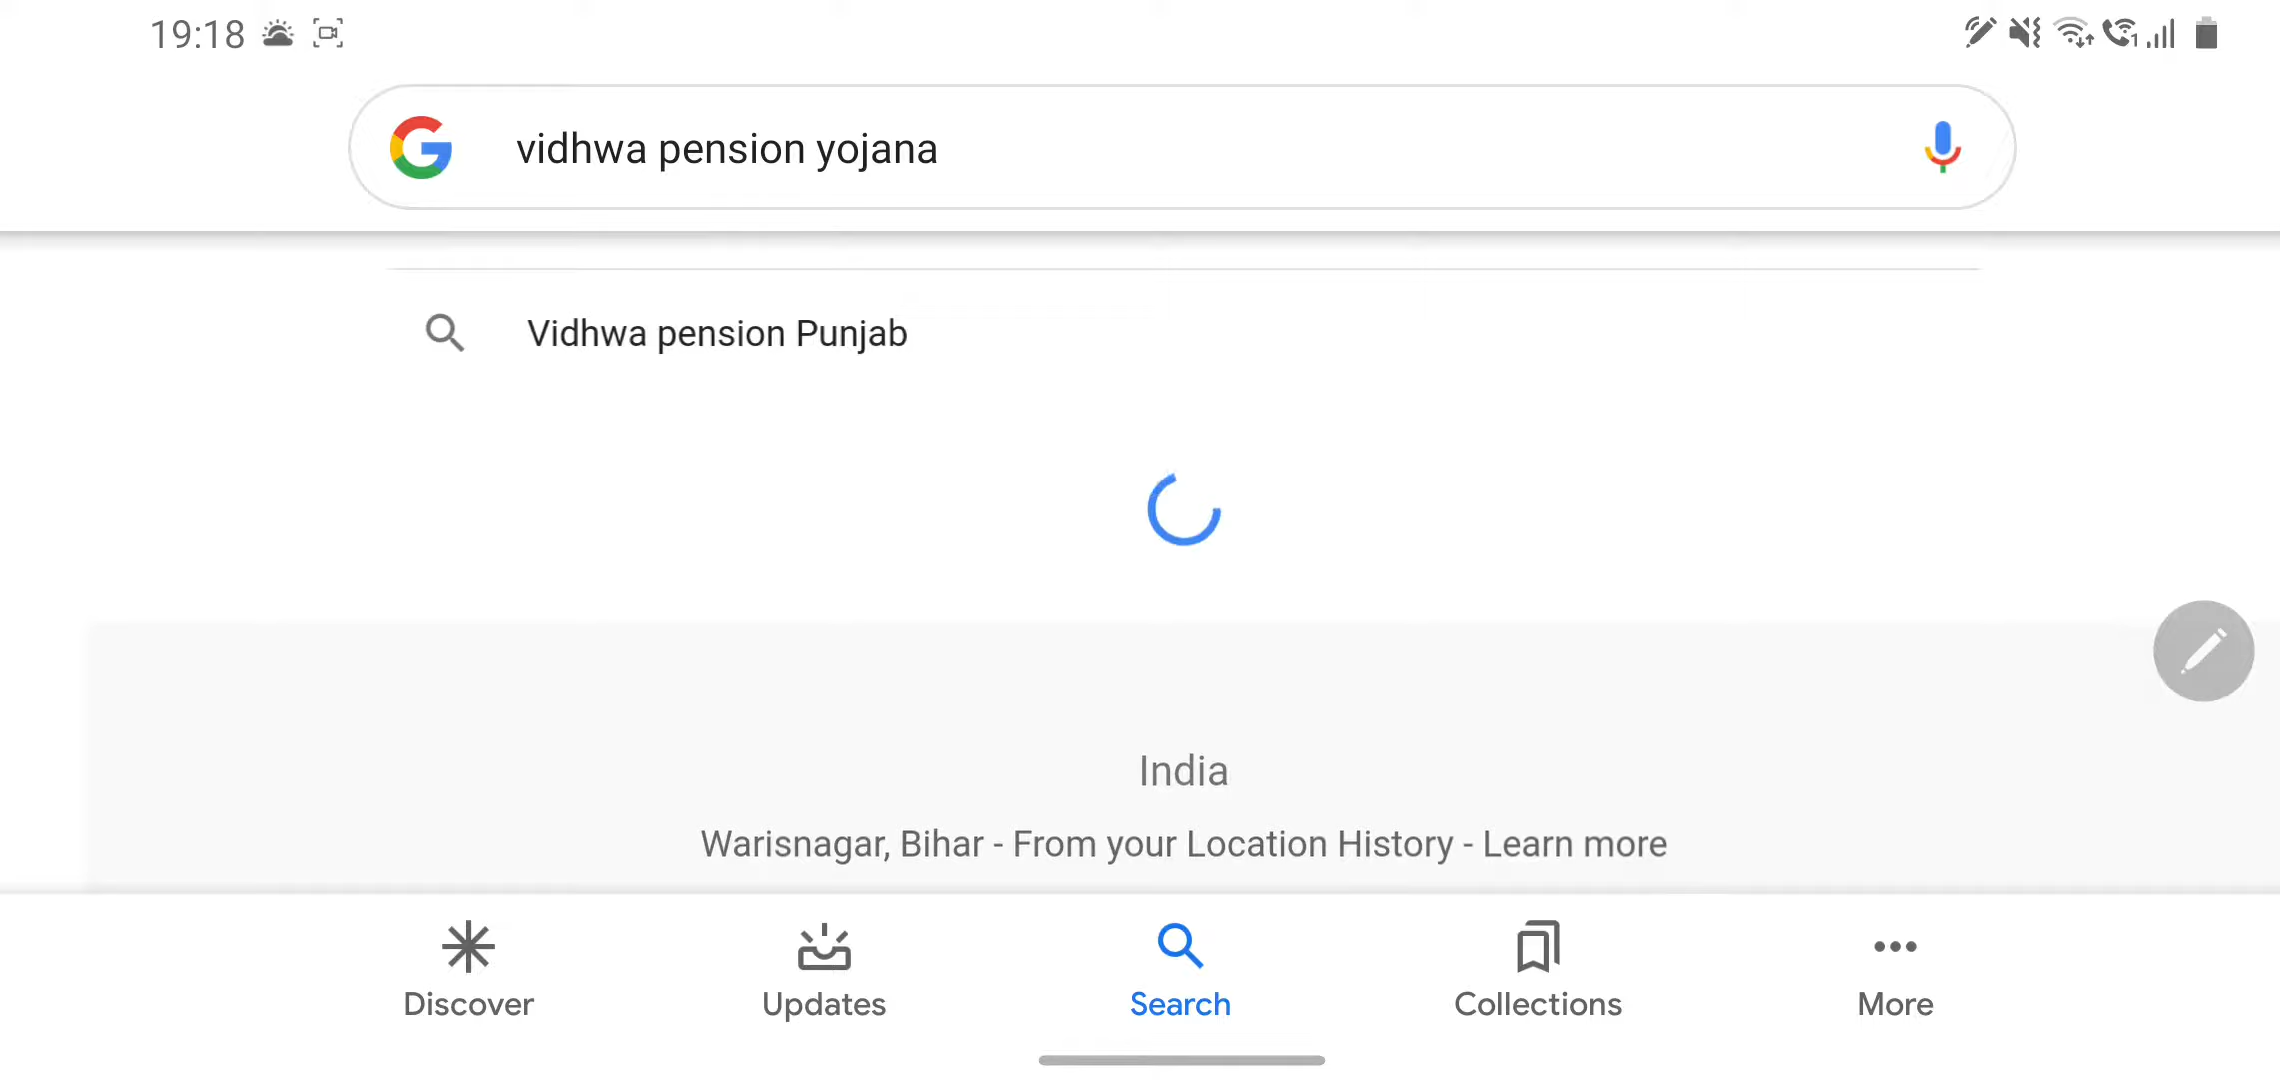 19:18
vidhwa pension yojana
Vidhwa pension Punjab
India
Warisnagar, Bihar - From your Location History - Learn more
Discover Updates Search Collections More